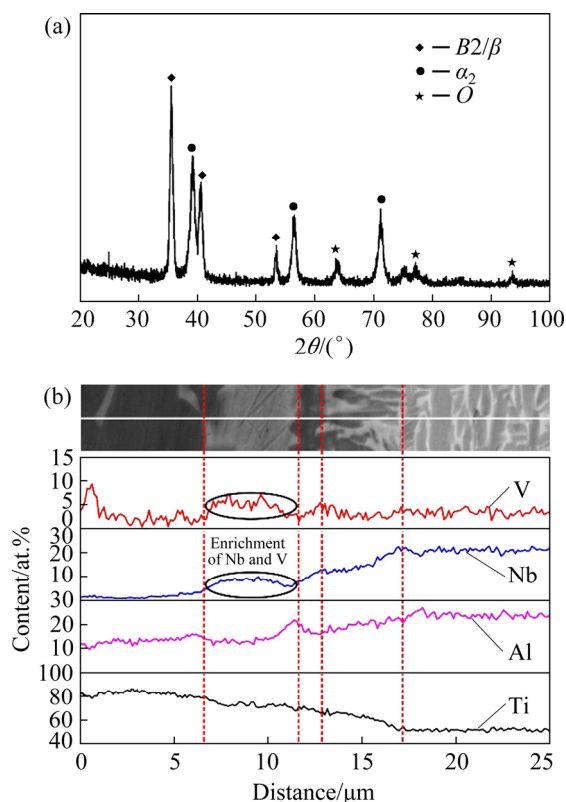 (a)
◆ — B2/β
● — α₂
★ — O
20 30 40 50 60 70 80 90 100
2θ/(°)
(b)
15
10
5
0
V
30
20
10
Enrichment
of Nb and V
Nb
30
20
10
Al
100
80
60
40
Ti
Content/at.%
0 5 10 15 20 25
Distance/μm